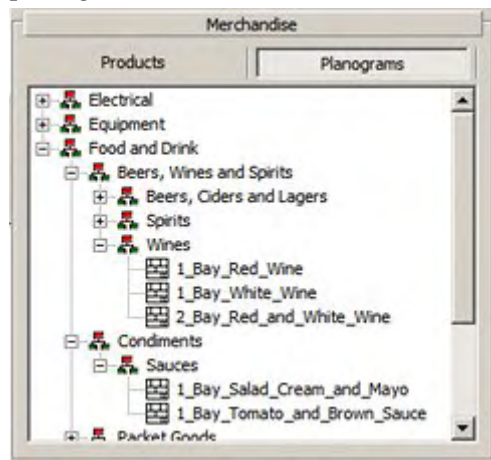 Merchandise
Products Planograms
Electrical
Equipment
Food and Drink
Beers, Wines and Spirits
Beers, Ciders and Lagers
Spirits
Wines
1_Bay_Red_Wine
1_Bay_White_Wine
2_Bay_Red_and_White_Wine
Condiments
Sauces
1_Bay_Salad_Cream_and_Mayo
1_Bay_Tomato_and_Brown_Sauce
Packet Goods